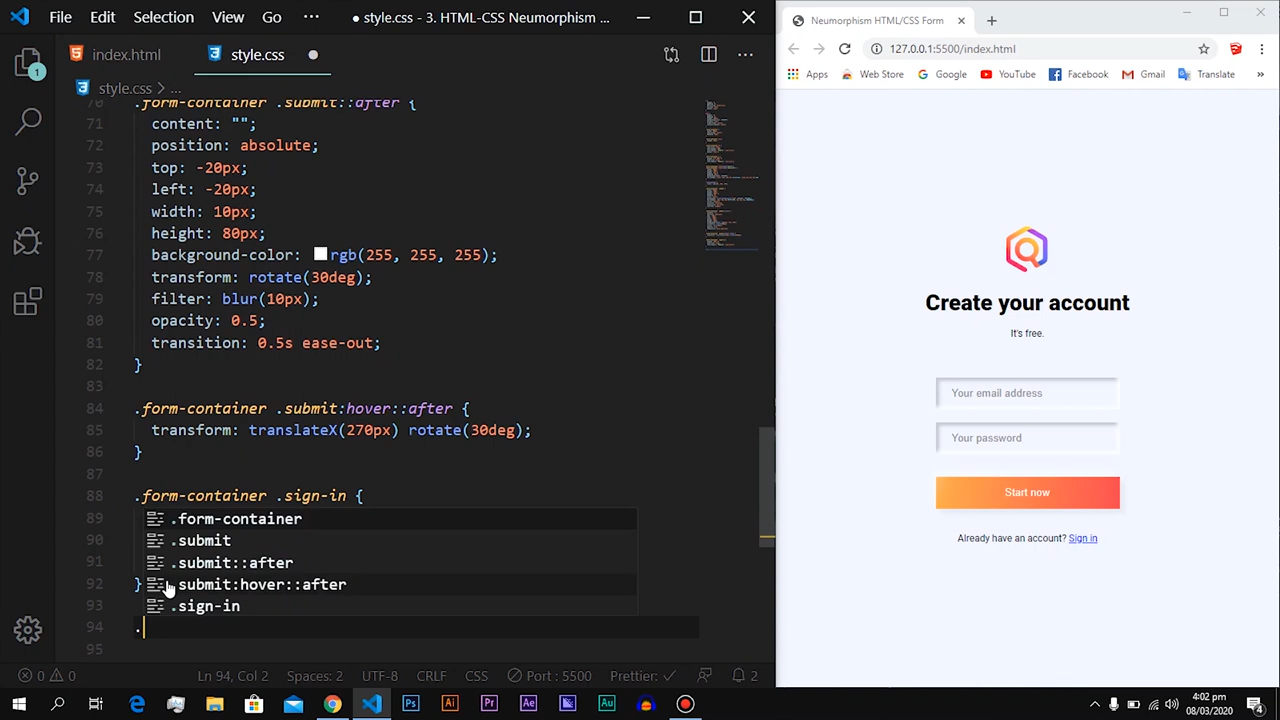 File Edit Selection View Go ··· ● style.css - 3. HTML-CSS Neumorphism ...
index.html style.css
style.css > ...
70 .form-container .submit::after {
71 content: "";
72 position: absolute;
73 top: -20px;
74 left: -20px;
75 width: 10px;
76 height: 80px;
77 background-color: rgb(255, 255, 255);
78 transform: rotate(30deg);
79 filter: blur(10px);
80 opacity: 0.5;
81 transition: 0.5s ease-out;
82 }
83
84 .form-container .submit:hover::after {
85 transform: translateX(270px) rotate(30deg);
86 }
87
88 .form-container .sign-in {
89 .form-container
90 .submit
91 .submit::after
92 } .submit:hover::after
93 .sign-in
94 .
95
1
0 0 Ln 94, Col 2 Spaces: 2 UTF-8 CRLF CSS Port : 5500 Prettier: ✓ 2
Neumorphism HTML/CSS Form
127.0.0.1:5500/index.html
Apps Web Store Google YouTube Facebook Gmail Translate »
Create your account
It's free.
Your email address
Your password
Start now
Already have an account? Sign in
Ps Ai Pr Ae Au
4:02 pm
08/03/2020
4